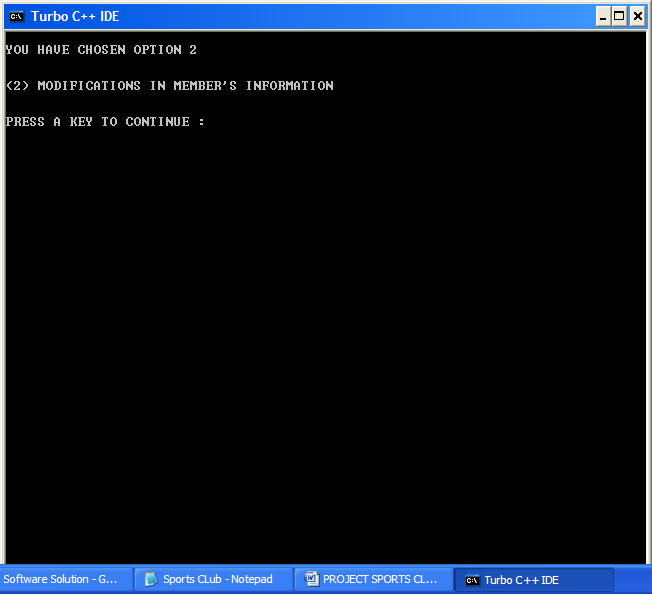 Turbo C++ IDE
YOU HAVE CHOSEN OPTION 2
(2) MODIFICATIONS IN MEMBER'S INFORMATION
PRESS A KEY TO CONTINUE :
Software Solution - G...
Sports CLub - Notepad
PROJECT SPORTS CL...
Turbo C++ IDE